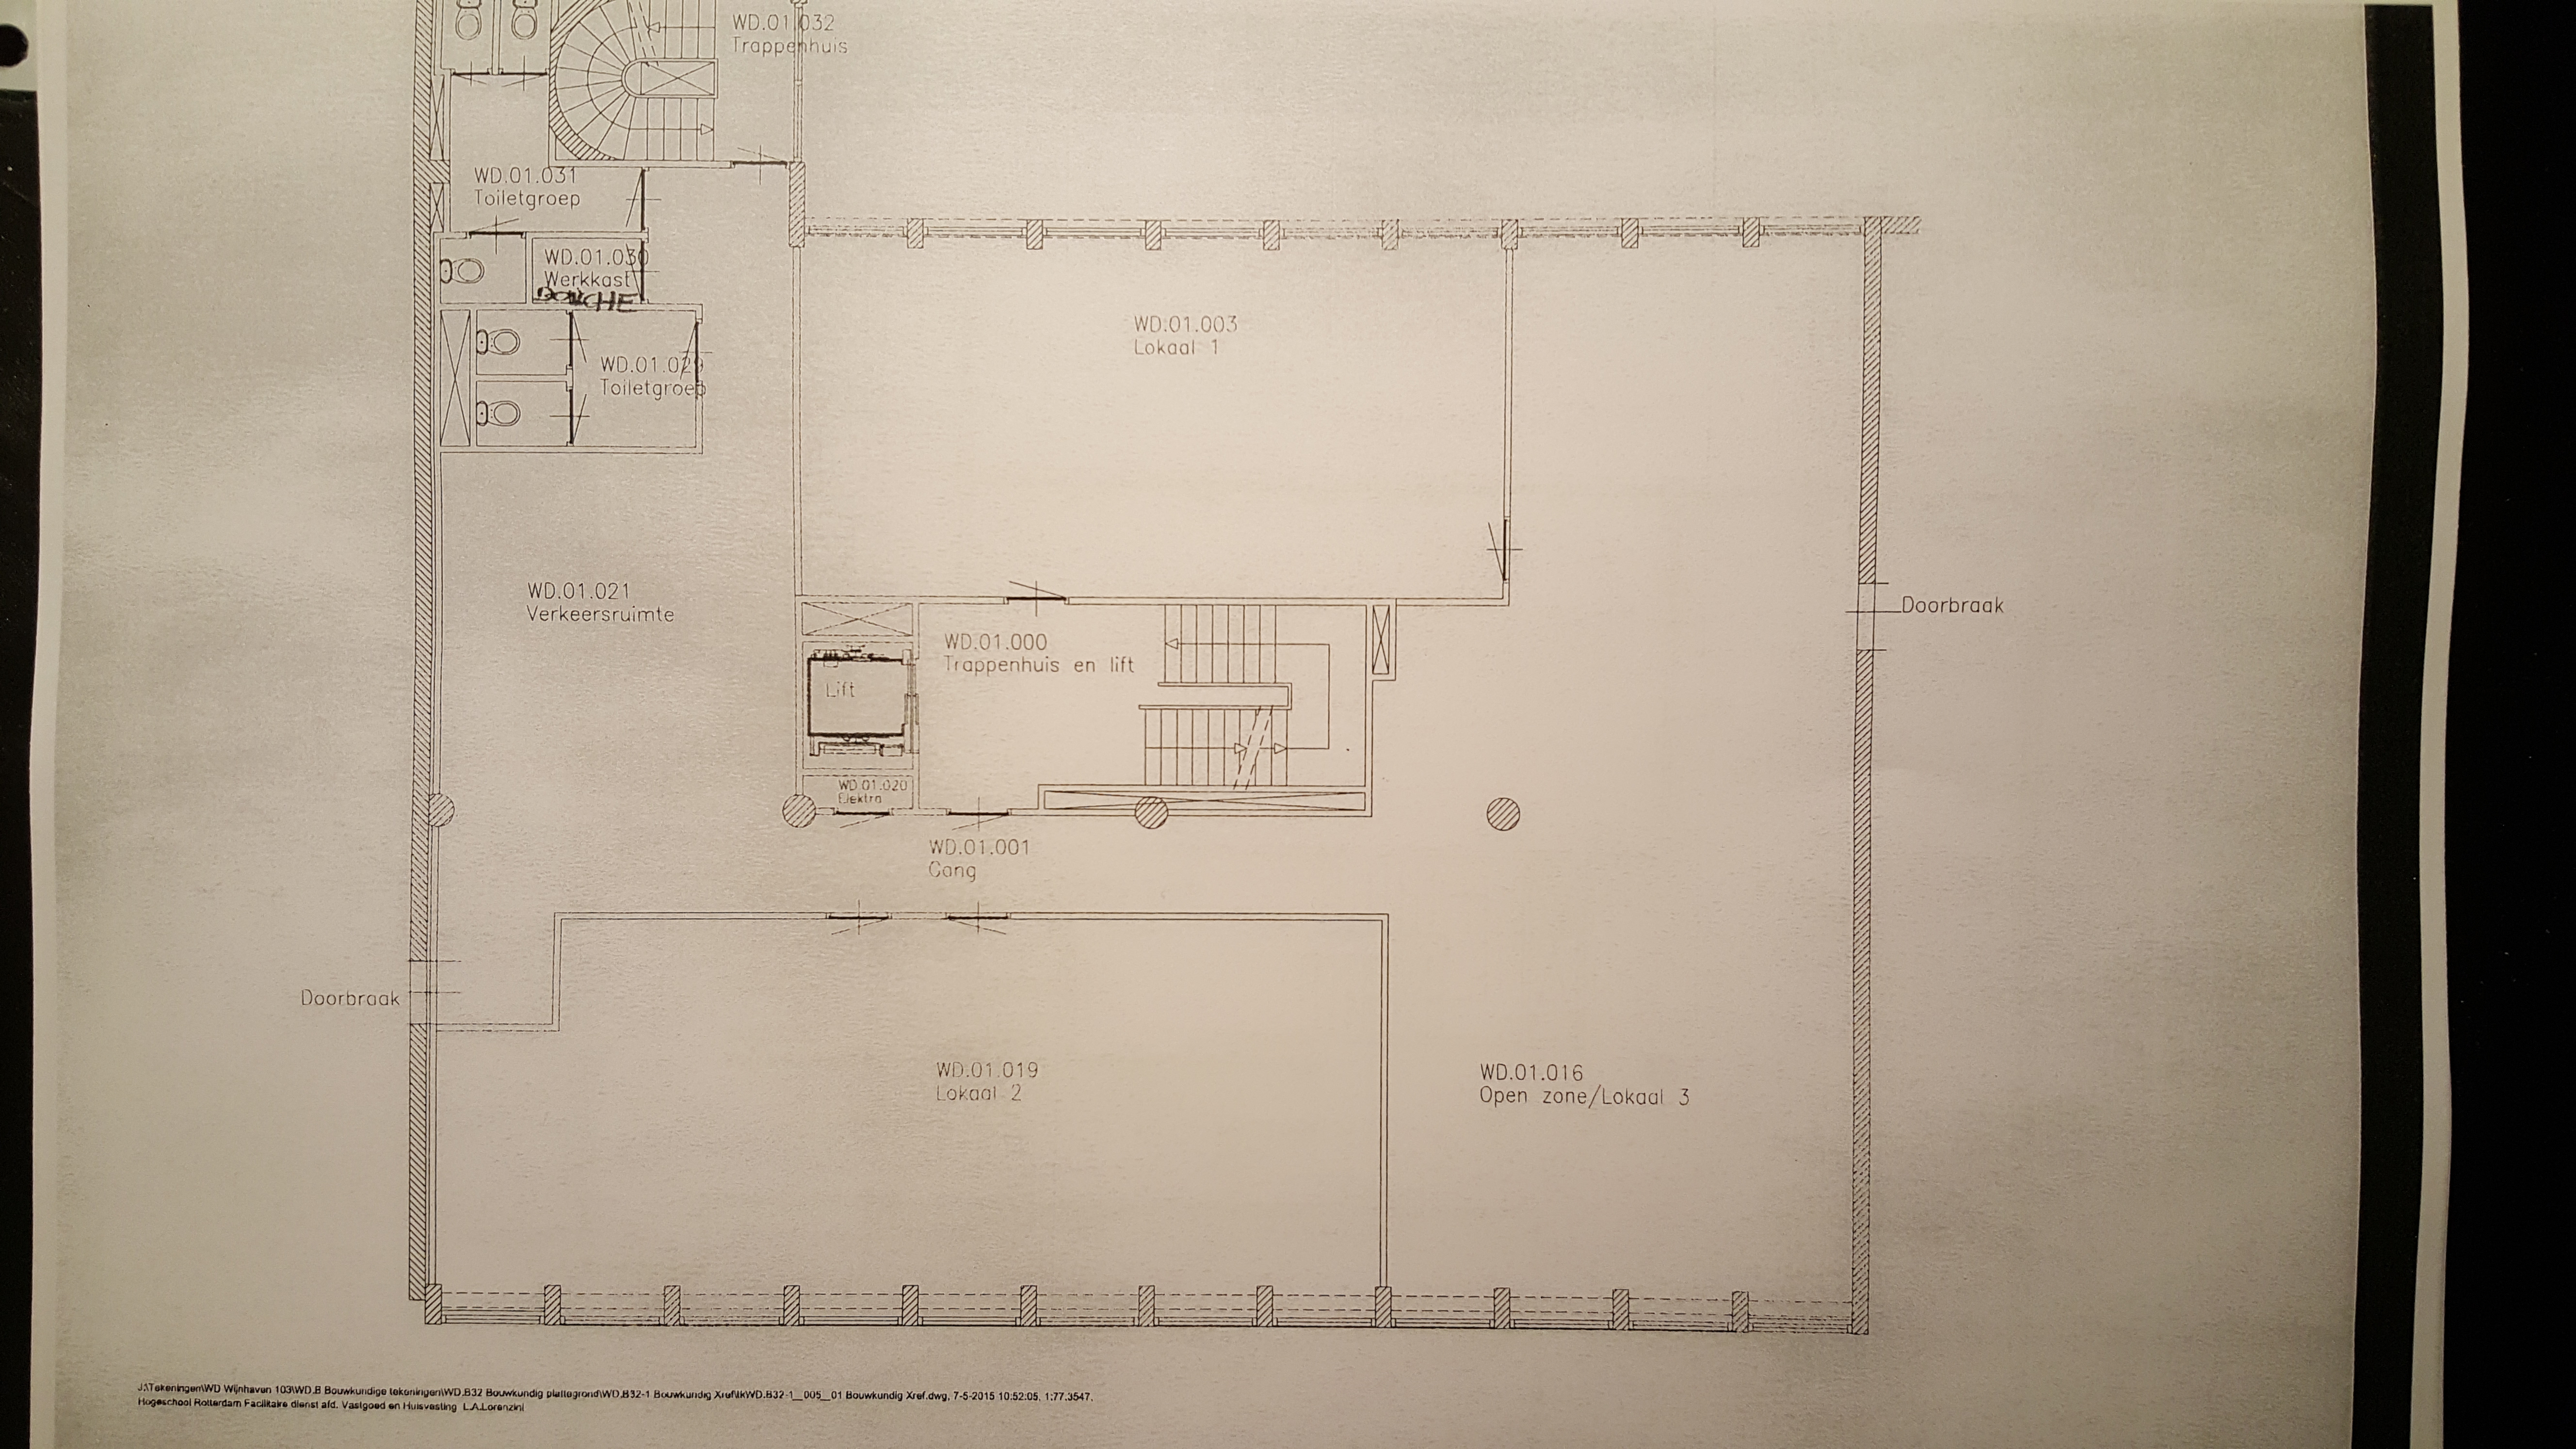 WD.01.032
Trappenhuis
WD.01.031
Toiletgroep
WD.01.030
Werkkast
DOUCHE
WD.01.003
Lokaal 1
WD.01.029
Toiletgroep
WD.01.021
Verkeersruimte
Doorbraak
WD.01.000
Trappenhuis en lift
Lift
WD.01.020
Elektra
WD.01.001
Gang
Doorbraak
WD.01.019
Lokaal 2
WD.01.016
Open zone/Lokaal 3
J:\Tekeningen\WD Wijnhaven 103\WD.B Bouwkundige tekeningen\WD.B32 Bouwkundig plattegrond\WD.B32-1 Bouwkundig Xrefs\KWD.B32-1__005__01 Bouwkundig Xref.dwg, 7-5-2015 10:52:05, 1:77.3547,
Hogeschool Rotterdam Facilitaire dienst afd. Vastgoed en Huisvesting L.A.Lorenzini